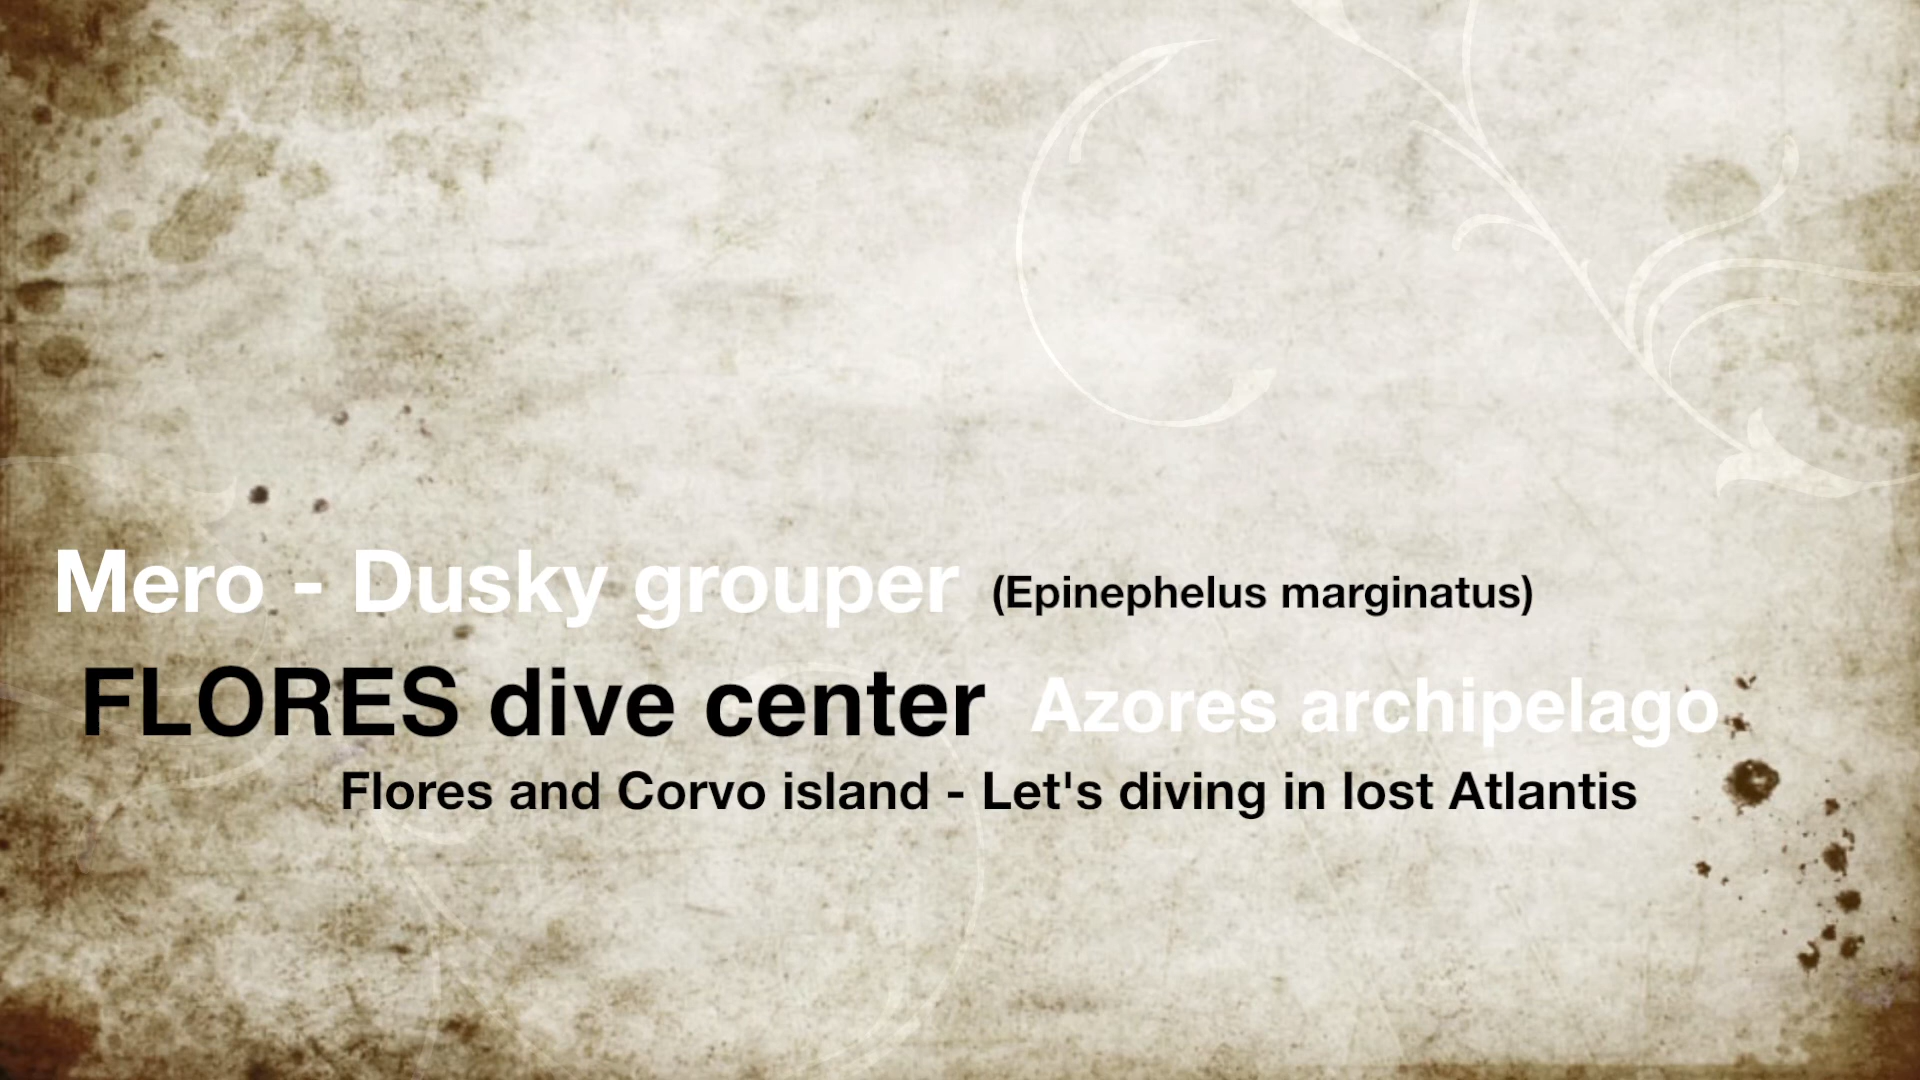 Mero - Dusky grouper (Epinephelus marginatus)
FLORES dive center Azores archipelago
Flores and Corvo island - Let's diving in lost Atlantis